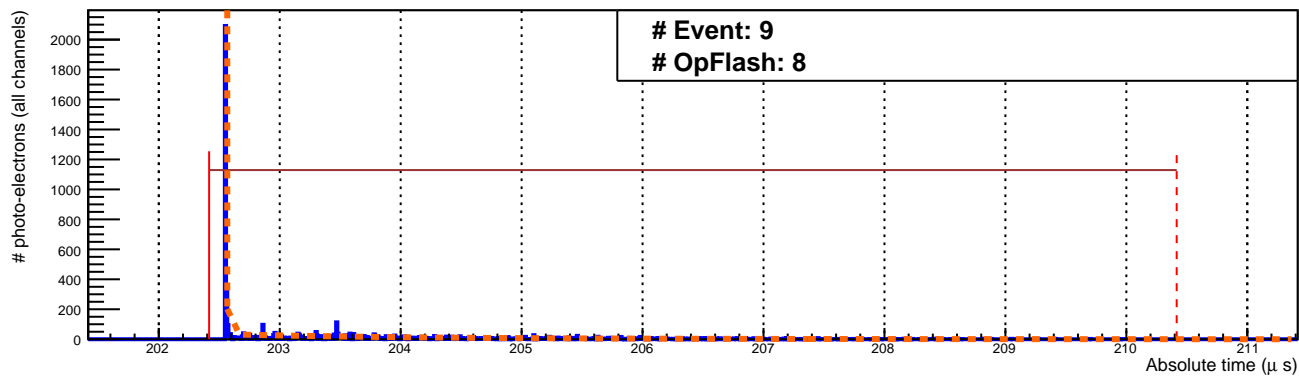 # Event: 9
# OpFlash: 8
# photo-electrons (all channels)
2000
1800
1600
1400
1200
1000
800
600
400
200
0
202 203 204 205 206 207 208 209 210 211
Absolute time (μ s)